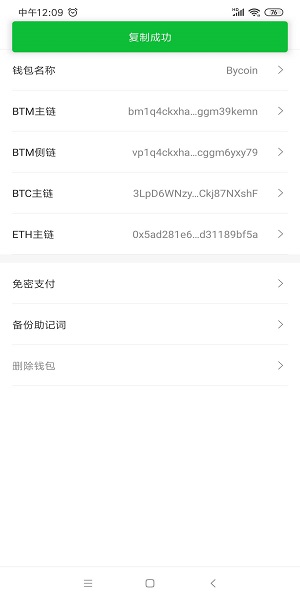 中午12:09
HD 76
复制成功
钱包名称 Bycoin
BTM主链 bm1q4ckxha...ggm39kemn
BTM侧链 vp1q4ckxha...cggm6yxy79
BTC主链 3LpD6WNzy...Ckj87NXshF
ETH主链 0x5ad281e6...d31189bf5a
免密支付
备份助记词
删除钱包